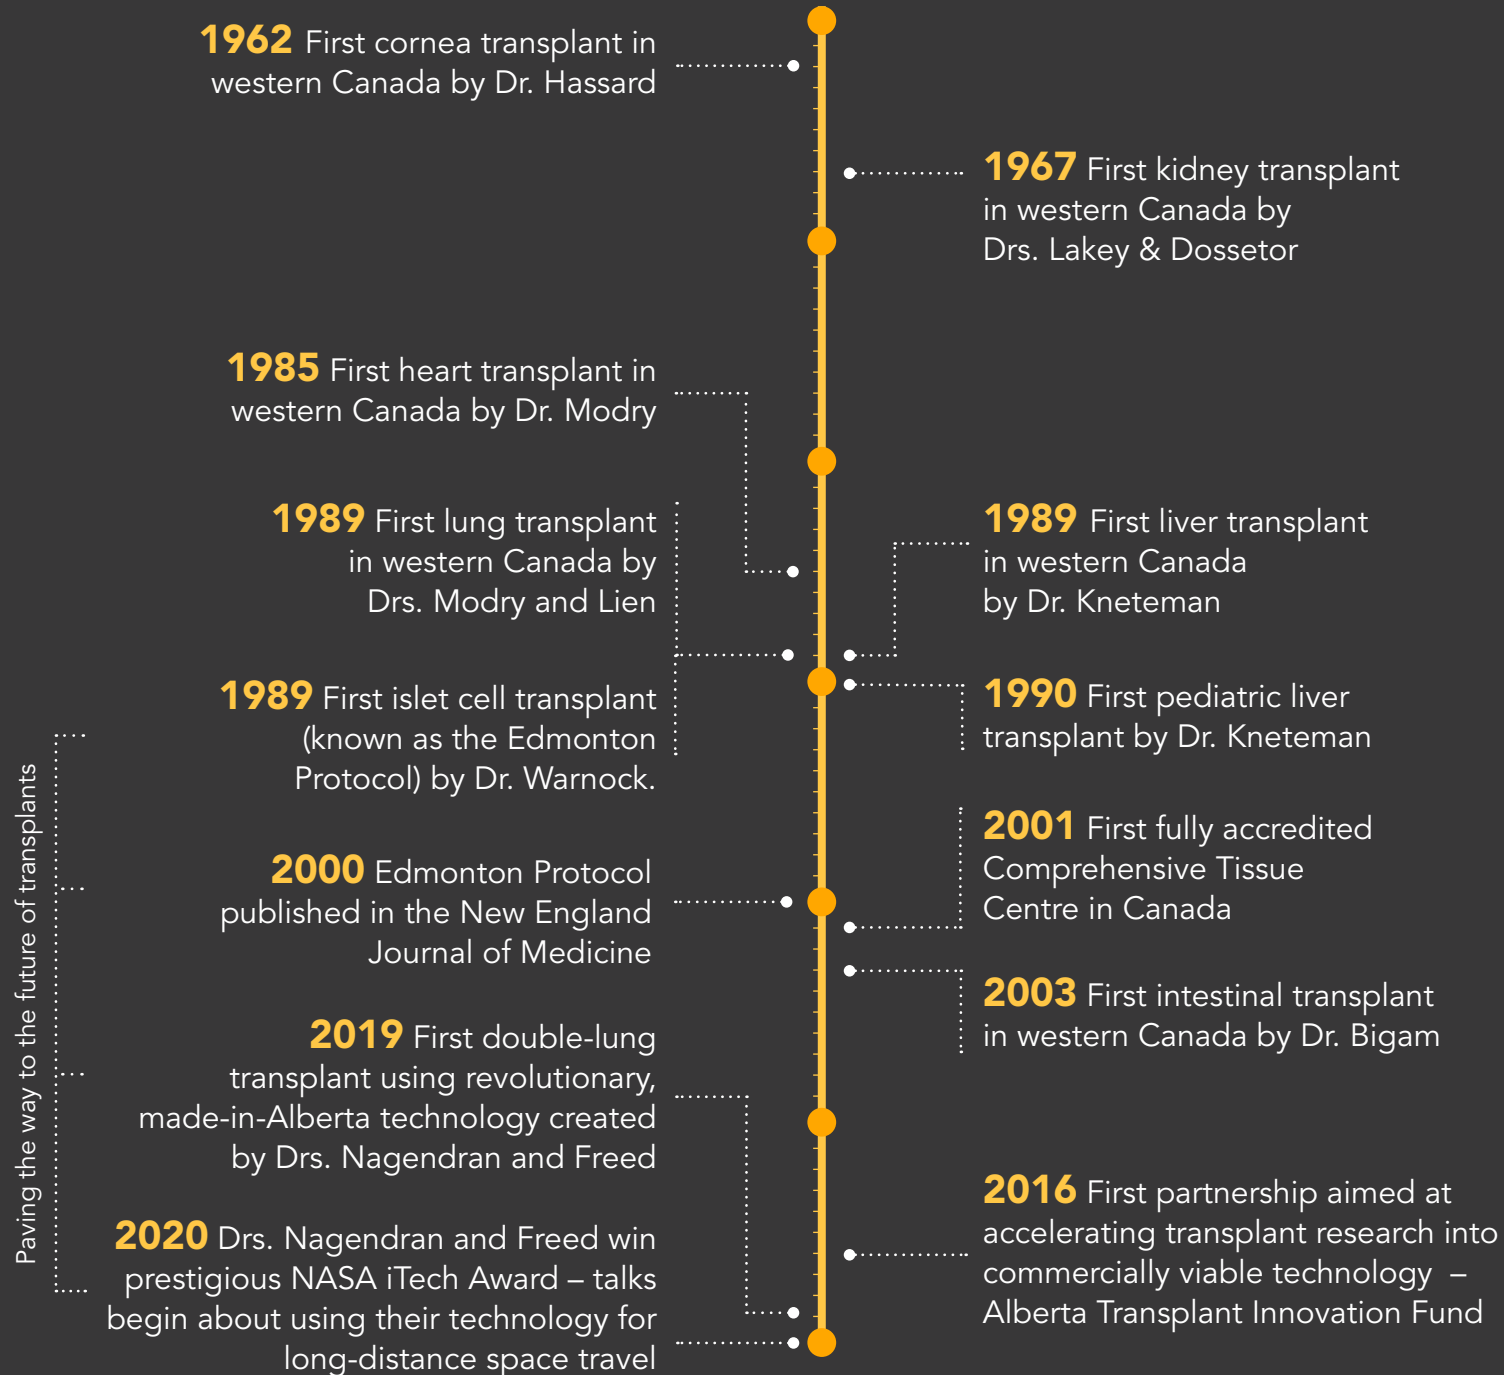 1962 First cornea transplant in
western Canada by Dr. Hassard
1967 First kidney transplant
in western Canada by
Drs. Lakey & Dossetor
1985 First heart transplant in
western Canada by Dr. Modry
1989 First lung transplant
in western Canada by
Drs. Modry and Lien
1989 First liver transplant
in western Canada
by Dr. Kneteman
1989 First islet cell transplant
(known as the Edmonton
Protocol) by Dr. Warnock.
1990 First pediatric liver
transplant by Dr. Kneteman
2000 Edmonton Protocol
published in the New England
Journal of Medicine
2001 First fully accredited
Comprehensive Tissue
Centre in Canada
2003 First intestinal transplant
in western Canada by Dr. Bigam
2019 First double-lung
transplant using revolutionary,
made-in-Alberta technology created
by Drs. Nagendran and Freed
2016 First partnership aimed at
accelerating transplant research into
commercially viable technology –
Alberta Transplant Innovation Fund
2020 Drs. Nagendran and Freed win
prestigious NASA iTech Award – talks
begin about using their technology for
long-distance space travel
Paving the way to the future of transplants